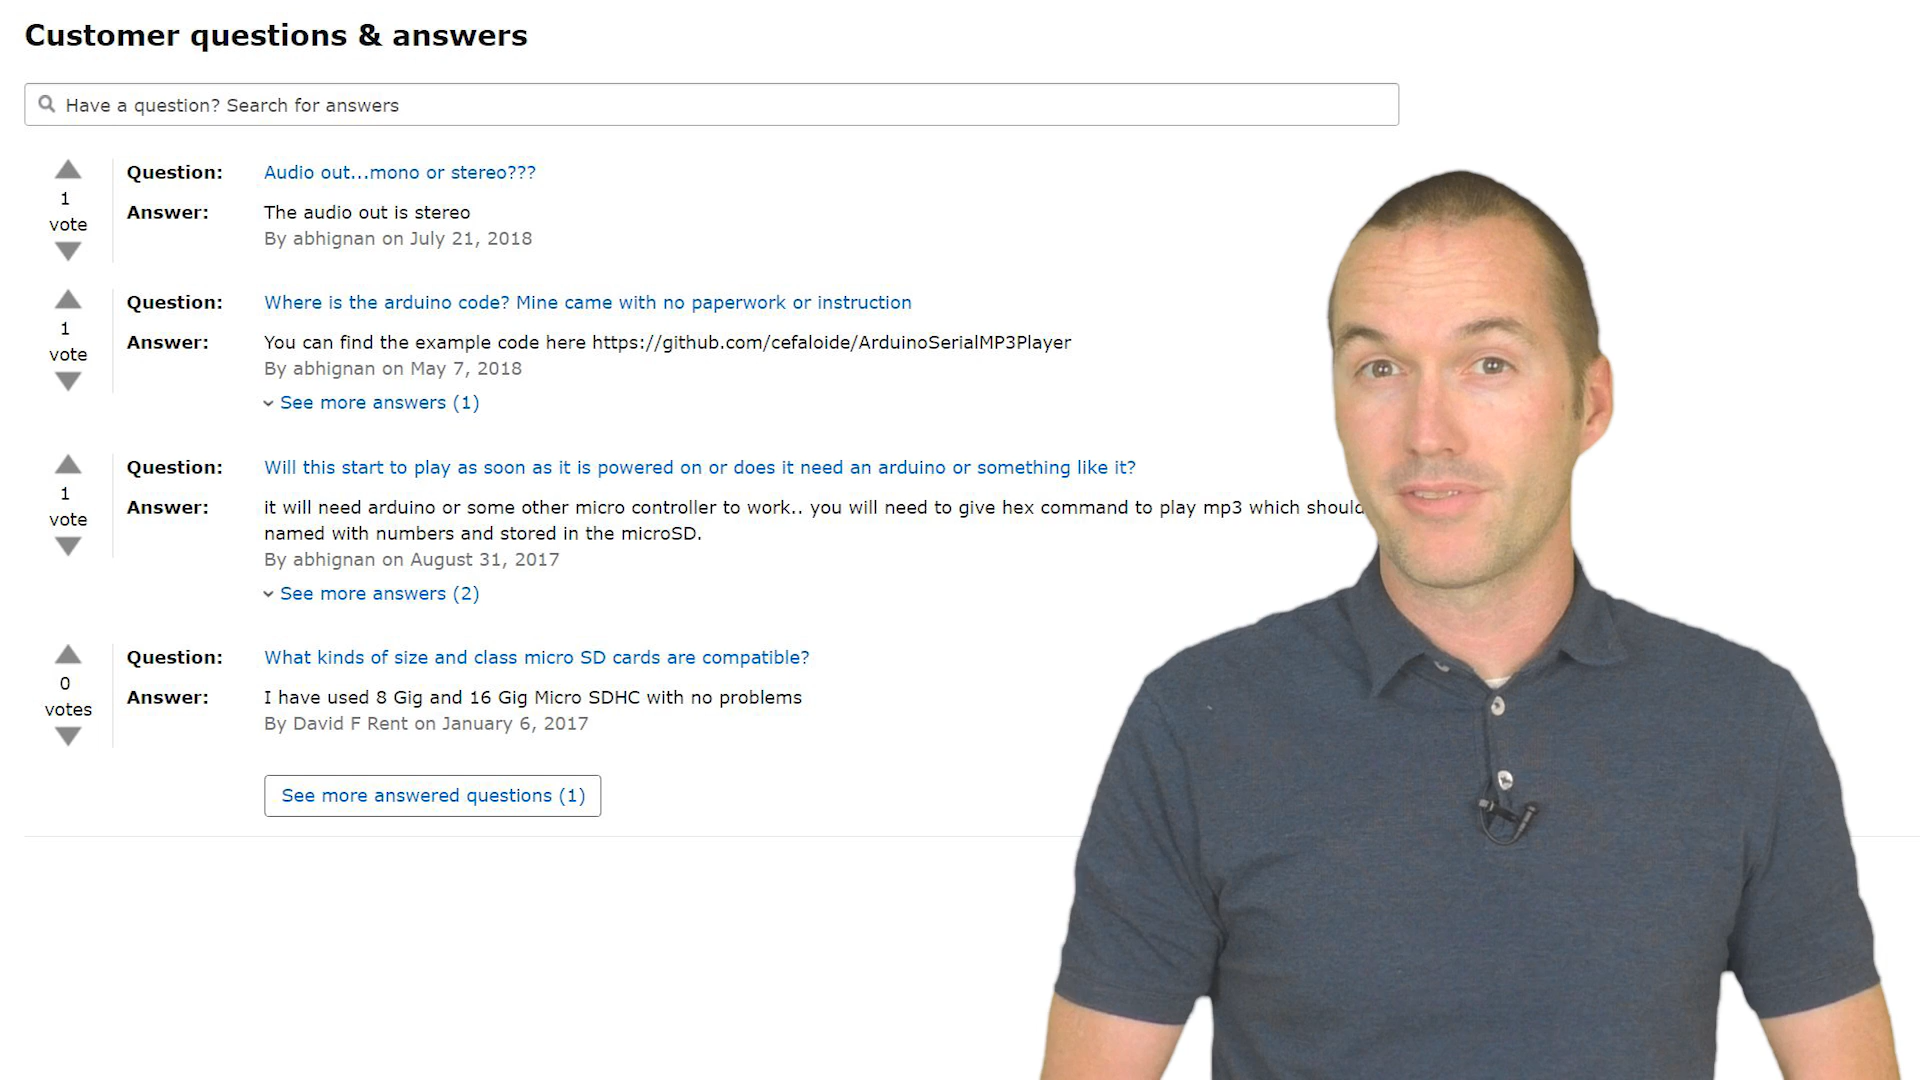 Customer questions & answers
Have a question? Search for answers
1
vote
Question: Audio out...mono or stereo???
Answer: The audio out is stereo
By abhignan on July 21, 2018
1
vote
Question: Where is the arduino code? Mine came with no paperwork or instruction
Answer: You can find the example code here https://github.com/cefaloide/ArduinoSerialMP3Player
By abhignan on May 7, 2018
See more answers (1)
1
vote
Question: Will this start to play as soon as it is powered on or does it need an arduino or something like it?
Answer: it will need arduino or some other micro controller to work.. you will need to give hex command to play mp3 which should
named with numbers and stored in the microSD.
By abhignan on August 31, 2017
See more answers (2)
0
votes
Question: What kinds of size and class micro SD cards are compatible?
Answer: I have used 8 Gig and 16 Gig Micro SDHC with no problems
By David F Rent on January 6, 2017
See more answered questions (1)